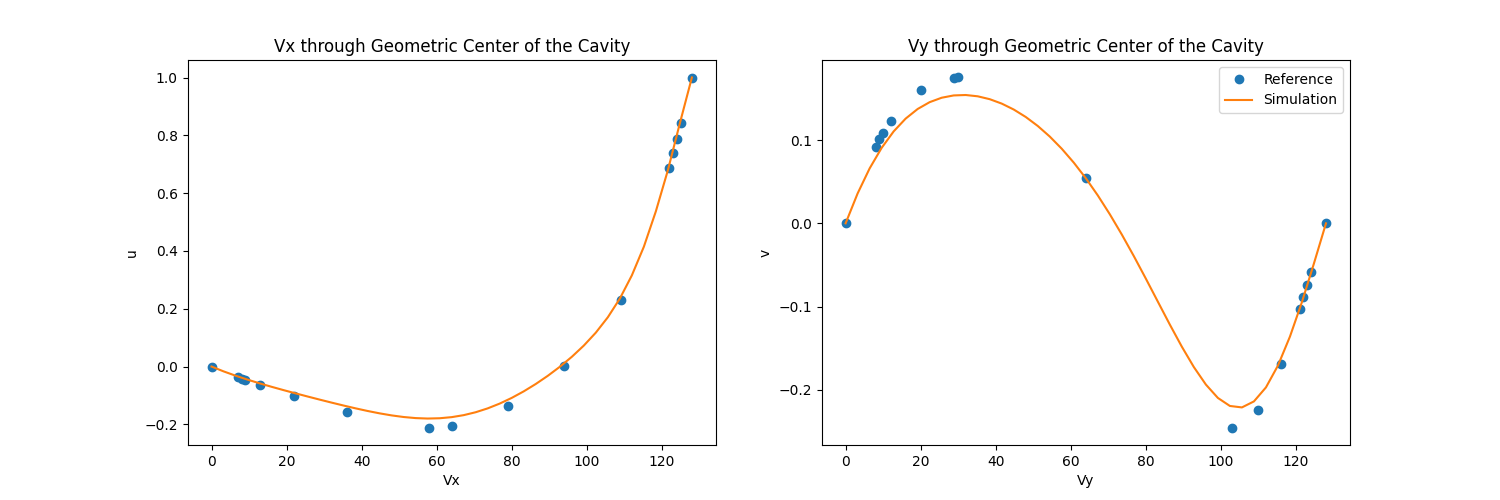 Vx through Geometric Center of the Cavity
1.0
0.8
0.6
0.4
0.2
0.0
−0.2
u
0 20 40 60 80 100 120
Vx
Vy through Geometric Center of the Cavity
Reference
Simulation
0.1
0.0
−0.1
−0.2
v
0 20 40 60 80 100 120
Vy